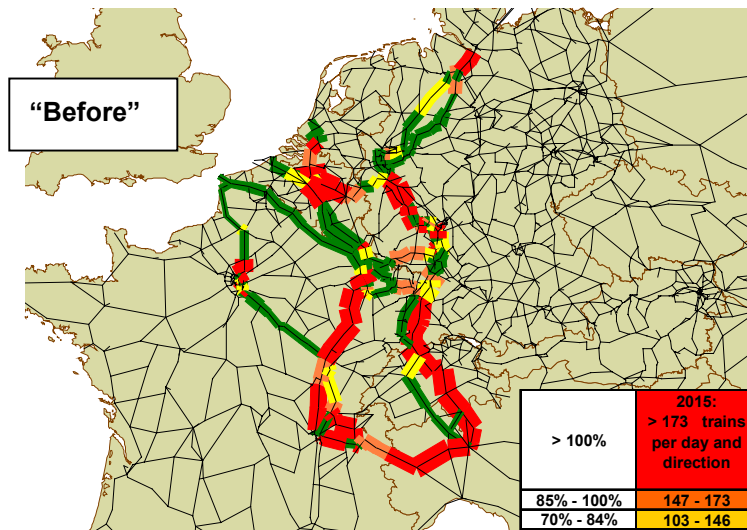 “Before”
2015:
> 173 trains
> 100%
per day and
direction
85% - 100%
147 - 173
70% - 84%
103 - 146